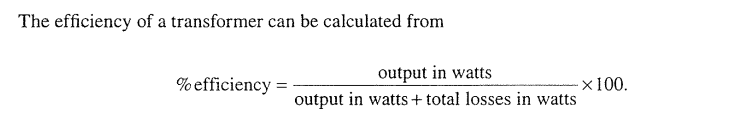 The efficiency of a transformer can be calculated from
% efficiency = output in watts / output in watts + total losses in watts ×100.